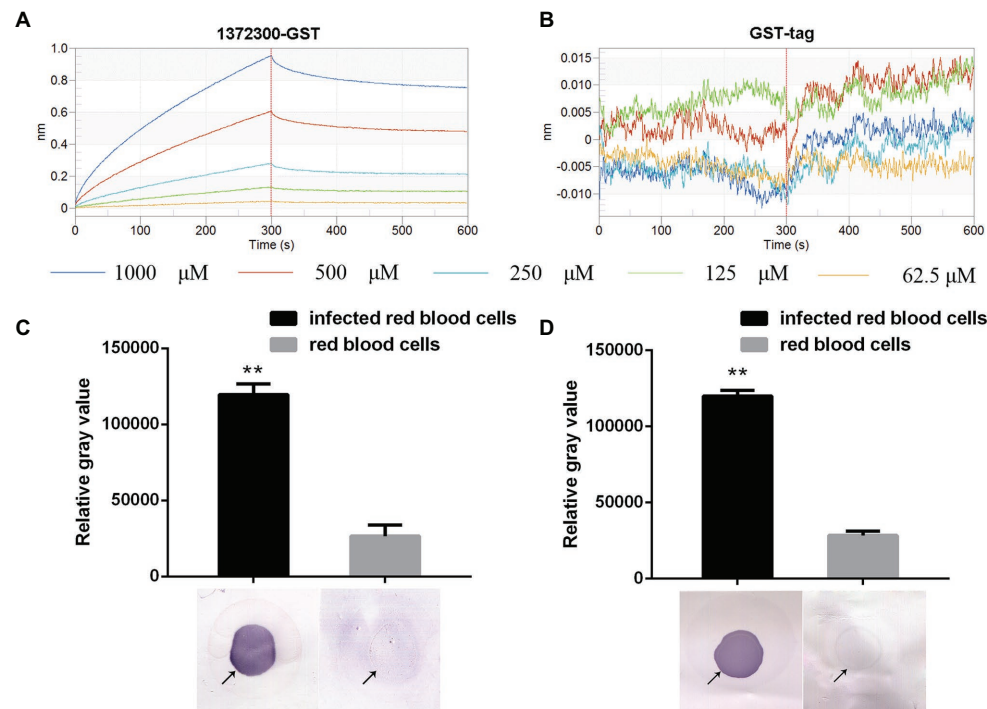 A
1372300-GST
1.0
0.8
0.6
0.4
0.2
0
nm
0 100 200 300 400 500 600
Time (s)
B
GST-tag
0.015
0.010
0.005
0
-0.005
-0.010
nm
0 100 200 300 400 500 600
Time (s)
1000 μM 500 μM 250 μM 125 μM 62.5 μM
C
infected red blood cells
red blood cells
150000
100000
50000
0
Relative gray value
**
D
infected red blood cells
red blood cells
150000
100000
50000
0
Relative gray value
**